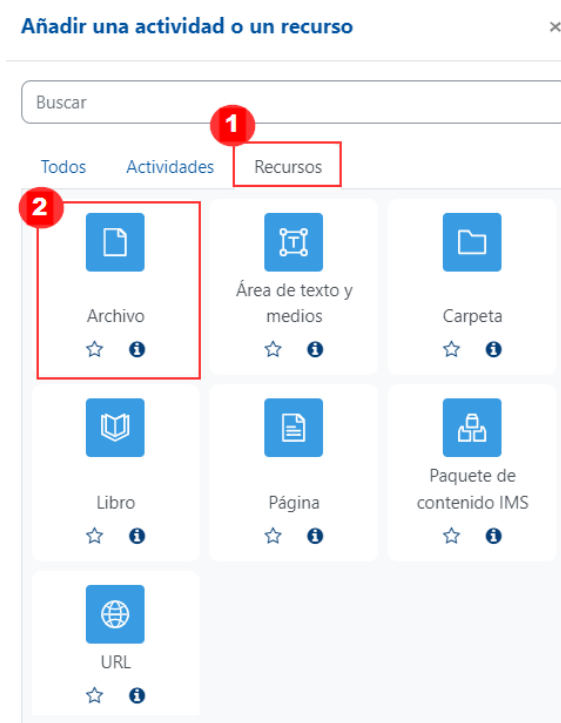 Añadir una actividad o un recurso ×
Buscar
1
Todos Actividades Recursos
2
Archivo
Área de texto y
medios
Carpeta
Libro
Página
Paquete de
contenido IMS
URL